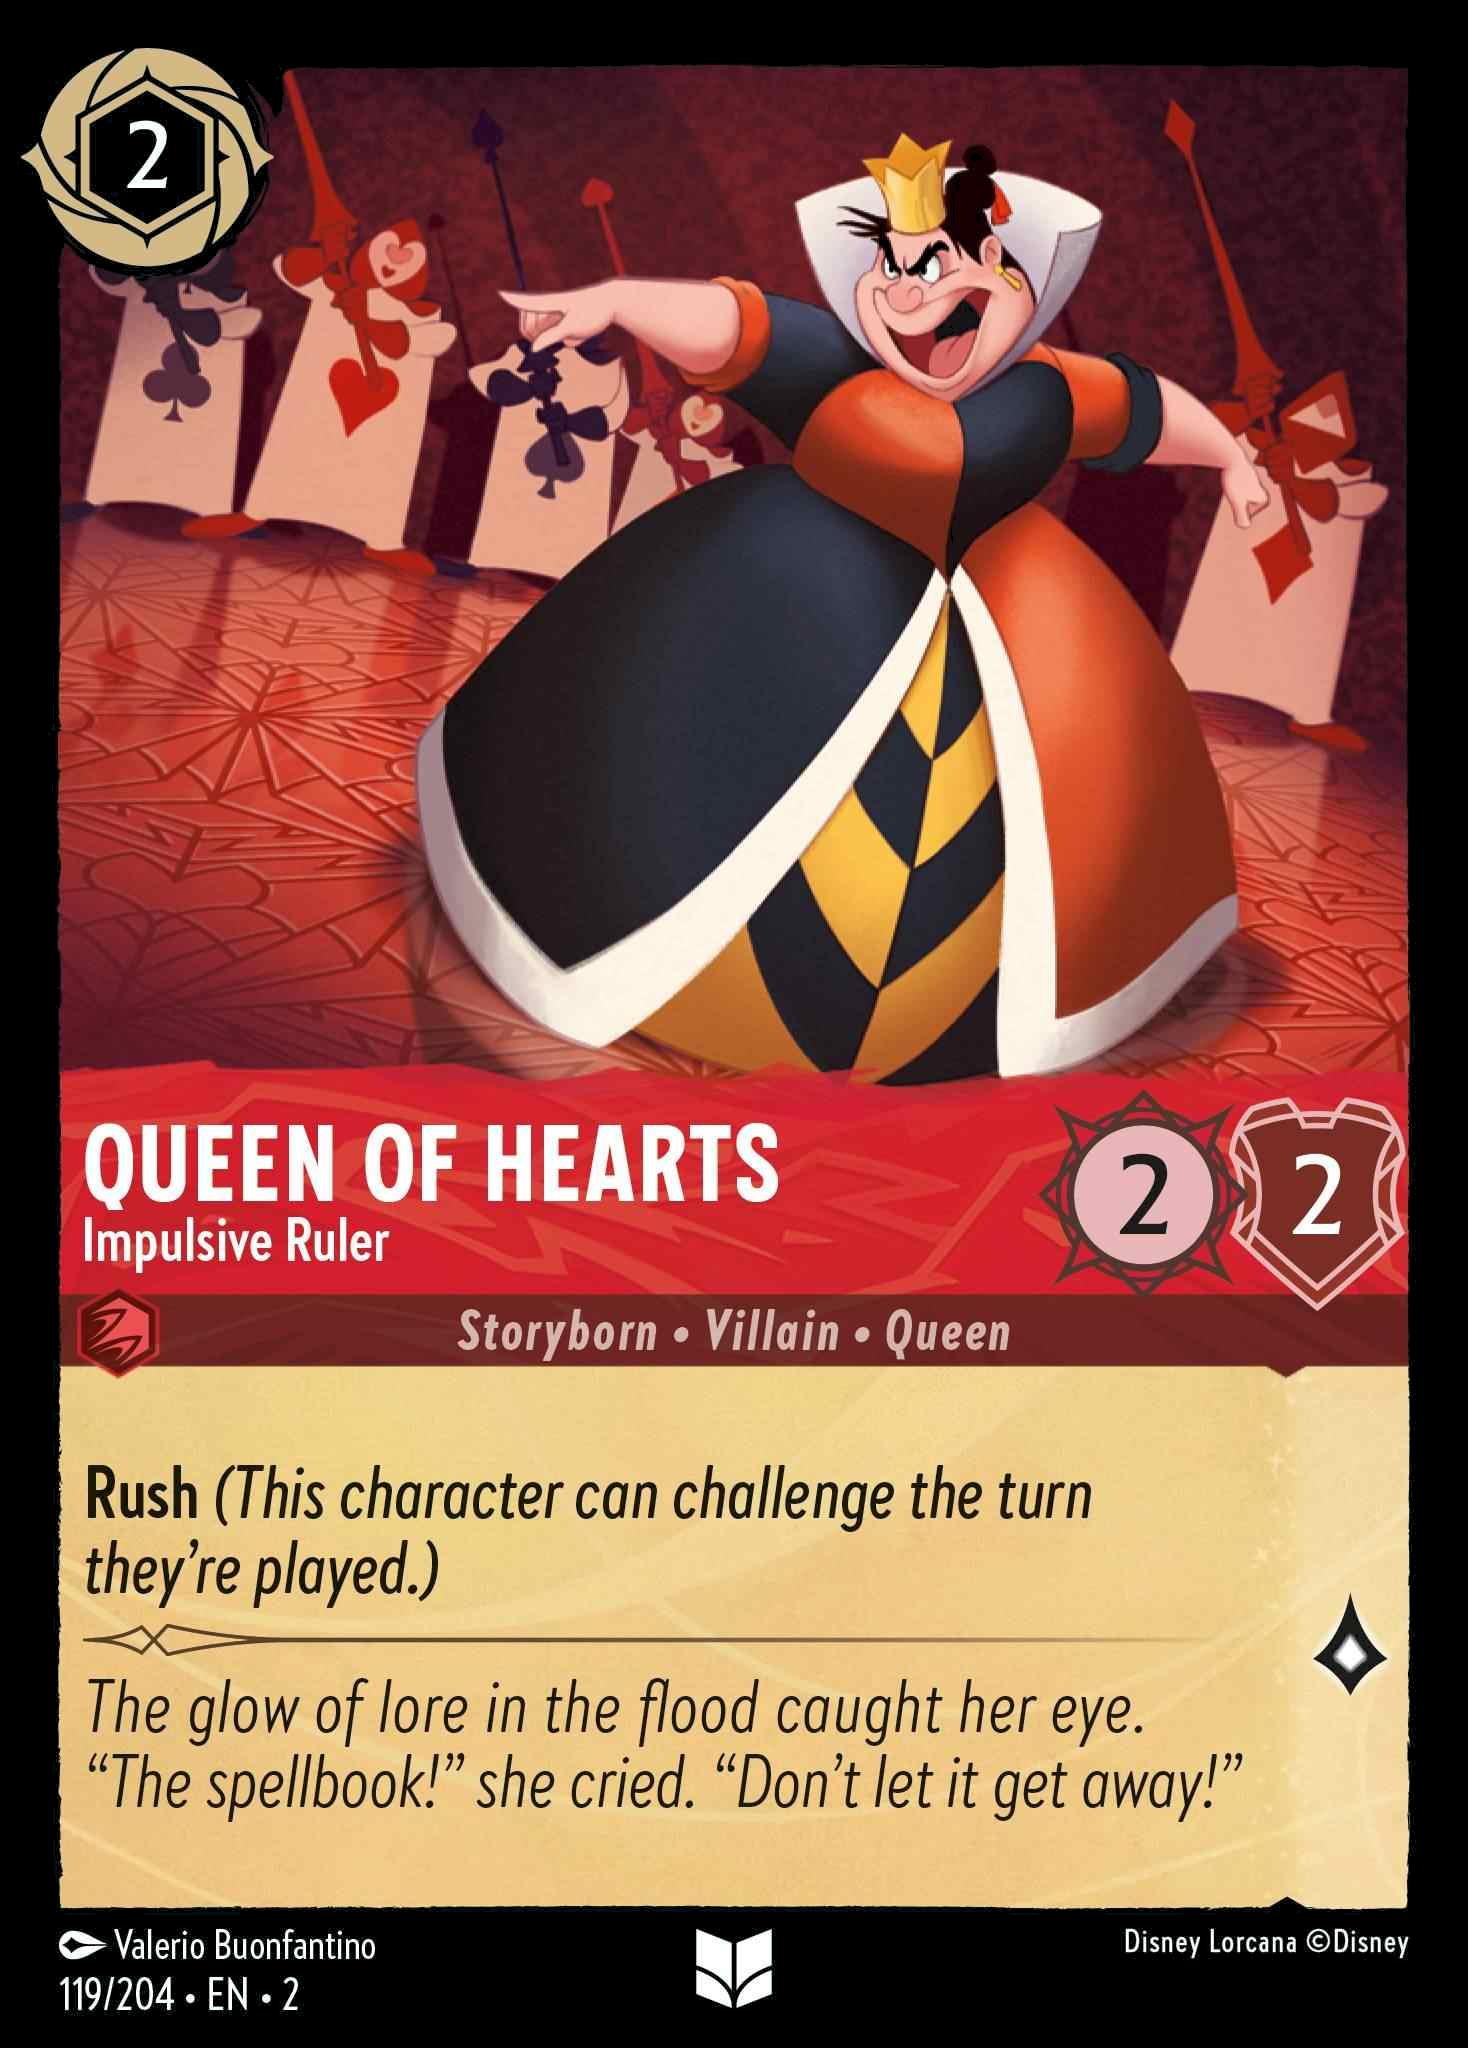 2
QUEEN OF HEARTS
Impulsive Ruler
2
2
Storyborn • Villain • Queen
Rush (This character can challenge the turn
they’re played.)
The glow of lore in the flood caught her eye.
“The spellbook!” she cried. “Don’t let it get away!”
Valerio Buonfantino
119/204 • EN • 2
Disney Lorcana ©Disney